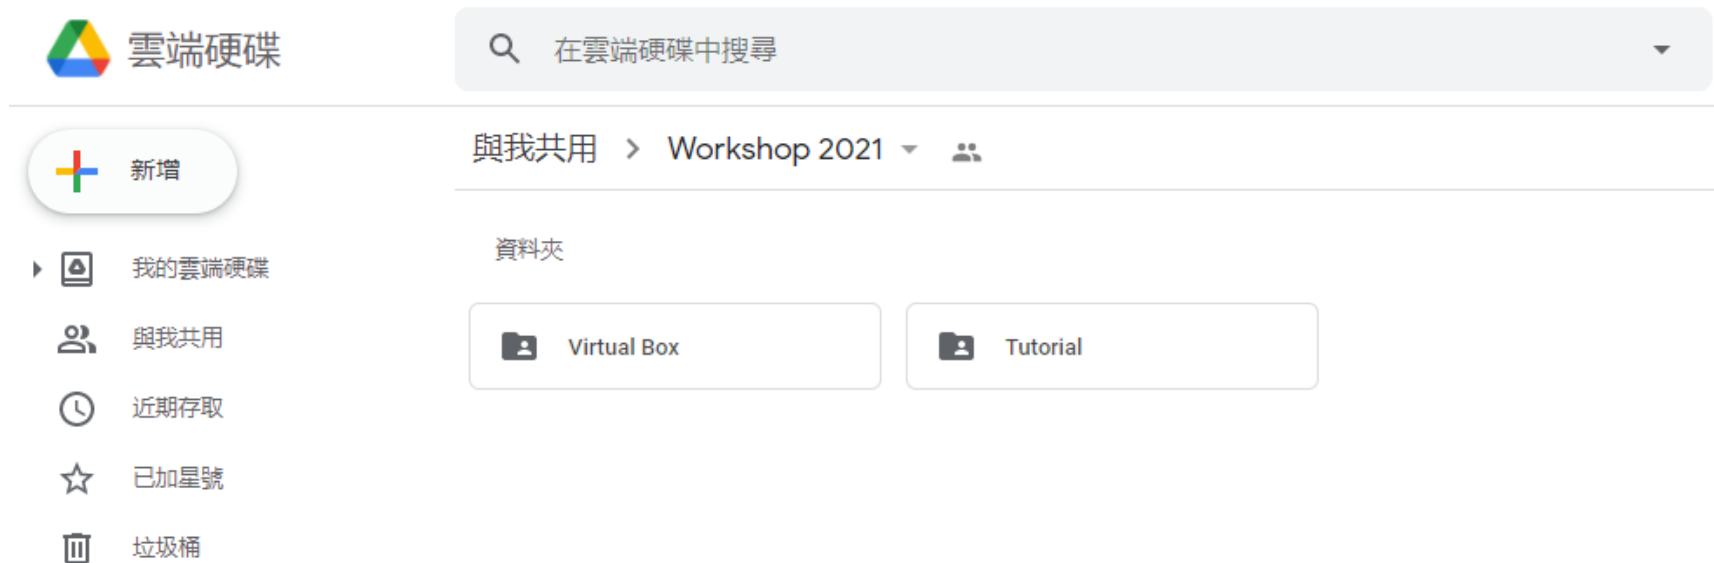 雲端硬碟
在雲端硬碟中搜尋
新增
與我共用 > Workshop 2021
我的雲端硬碟
與我共用
近期存取
已加星號
垃圾桶
資料夾
Virtual Box
Tutorial